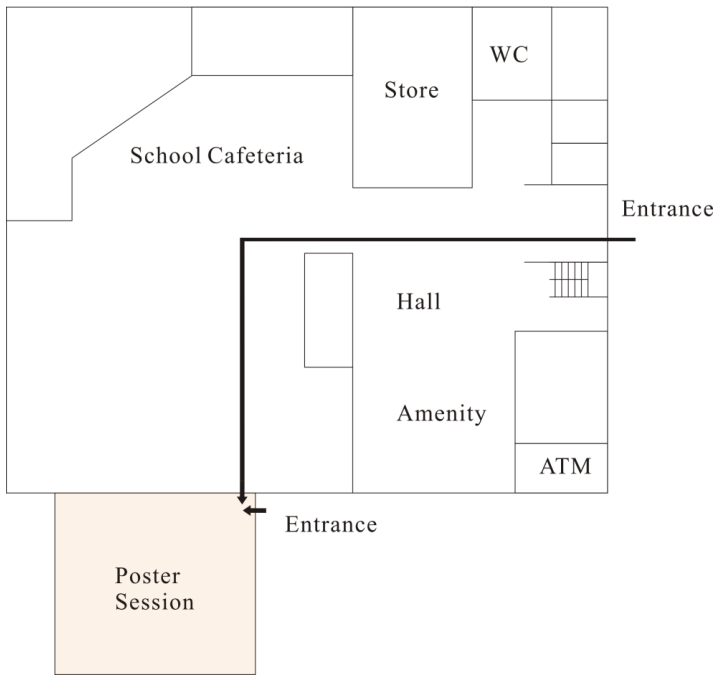 WC
Store
School Cafeteria
Entrance
Hall
Amenity
ATM
Entrance
Poster
Session